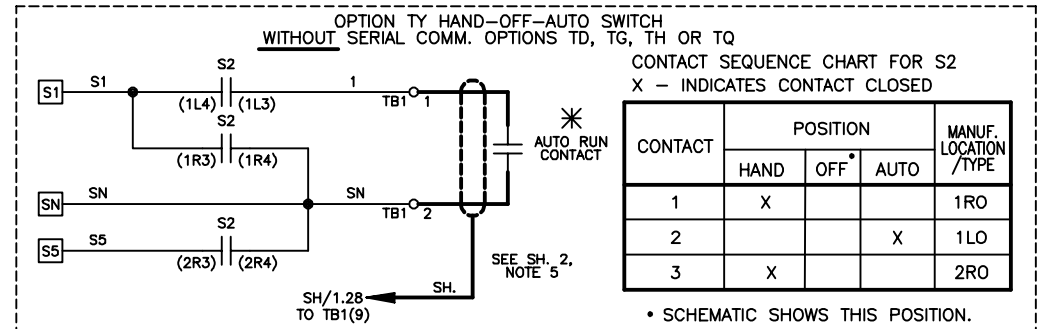 OPTION TY HAND-OFF-AUTO SWITCH
WITHOUT SERIAL COMM. OPTIONS TD, TG, TH OR TQ
S1 S1 S2 1 TB1 1
(1L4) (1L3)
S2
(1R3) (1R4)
✳
AUTO RUN
CONTACT
SN SN SN TB1 2
S5 S5 S2
(2R3) (2R4)
SEE SH. 2,
NOTE 5
SH.
SH/1.28
TO TB1(9)
CONTACT SEQUENCE CHART FOR S2
X - INDICATES CONTACT CLOSED
CONTACT POSITION MANUF. LOCATION /TYPE
HAND OFF• AUTO
1 X 1RO
2 X 1LO
3 X 2RO
• SCHEMATIC SHOWS THIS POSITION.